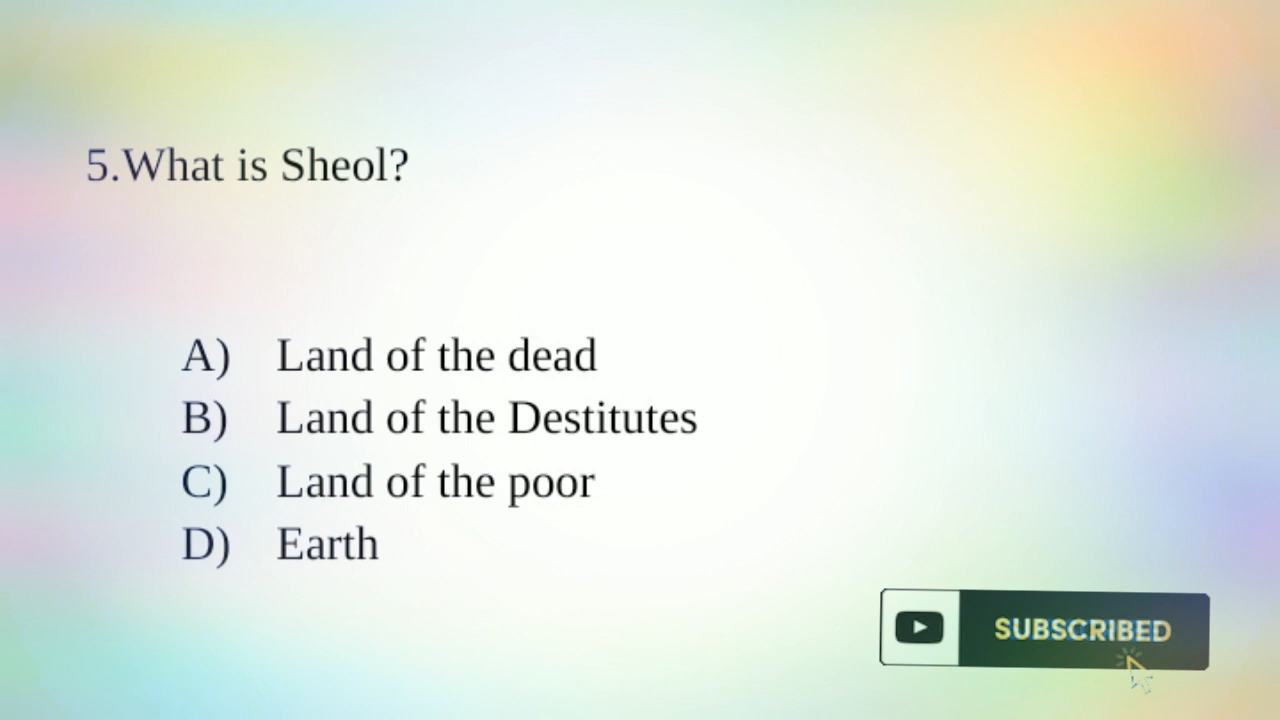 5.What is Sheol?
A) Land of the dead
B) Land of the Destitutes
C) Land of the poor
D) Earth
SUBSCRIBED